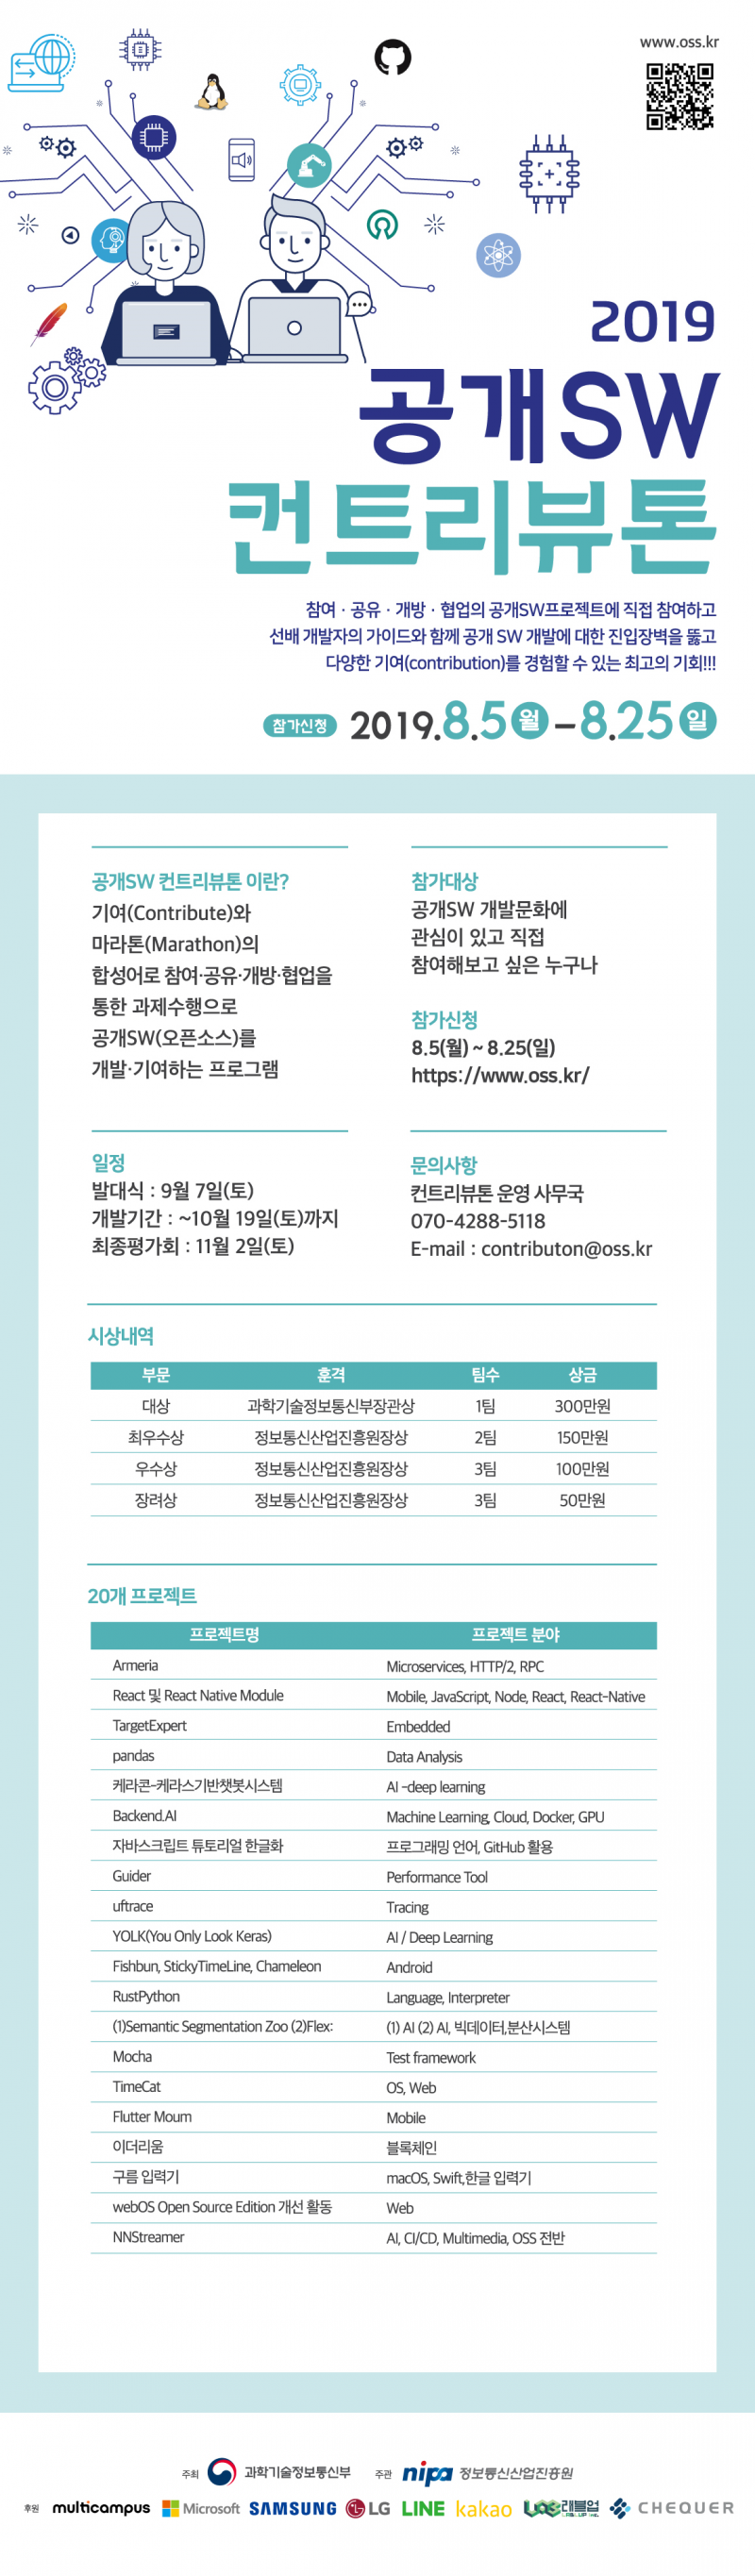 www.oss.kr
2019
공개SW
컨트리뷰톤
참여 · 공유 · 개방 · 협업의 공개SW프로젝트에 직접 참여하고
선배 개발자의 가이드와 함께 공개 SW 개발에 대한 진입장벽을 뚫고
다양한 기여(contribution)를 경험할 수 있는 최고의 기회!!!
참가신청 2019.8.5월–8.25일
공개SW 컨트리뷰톤 이란?
기여(Contribute)와
마라톤(Marathon)의
합성어로 참여·공유·개방·협업을
통한 과제수행으로
공개SW(오픈소스)를
개발·기여하는 프로그램
참가대상
공개SW 개발문화에
관심이 있고 직접
참여해보고 싶은 누구나
참가신청
8.5(월) ~ 8.25(일)
https://www.oss.kr/
일정
발대식 : 9월 7일(토)
개발기간 : ~10월 19일(토)까지
최종평가회 : 11월 2일(토)
문의사항
컨트리뷰톤 운영 사무국
070-4288-5118
E-mail : contributon@oss.kr
시상내역
부문 훈격 팀수 상금
대상 과학기술정보통신부장관상 1팀 300만원
최우수상 정보통신산업진흥원장상 2팀 150만원
우수상 정보통신산업진흥원장상 3팀 100만원
장려상 정보통신산업진흥원장상 3팀 50만원
20개 프로젝트
프로젝트명 프로젝트 분야
Armeria Microservices, HTTP/2, RPC
React 및 React Native Module Mobile, JavaScript, Node, React, React-Native
TargetExpert Embedded
pandas Data Analysis
케라콘-케라스기반챗봇시스템 AI -deep learning
Backend.AI Machine Learning, Cloud, Docker, GPU
자바스크립트 튜토리얼 한글화 프로그래밍 언어, GitHub 활용
Guider Performance Tool
uftrace Tracing
YOLK(You Only Look Keras) AI / Deep Learning
Fishbun, StickyTimeLine, Chameleon Android
RustPython Language, Interpreter
(1)Semantic Segmentation Zoo (2)Flex: (1) AI (2) AI, 빅데이터,분산시스템
Mocha Test framework
TimeCat OS, Web
Flutter Moum Mobile
이더리움 블록체인
구름 입력기 macOS, Swift,한글 입력기
webOS Open Source Edition 개선 활동 Web
NNStreamer AI, CI/CD, Multimedia, OSS 전반
주최 과학기술정보통신부 주관 nipa 정보통신산업진흥원
후원 multicampus Microsoft SAMSUNG LG LINE kakao 래블업 CHEQUER